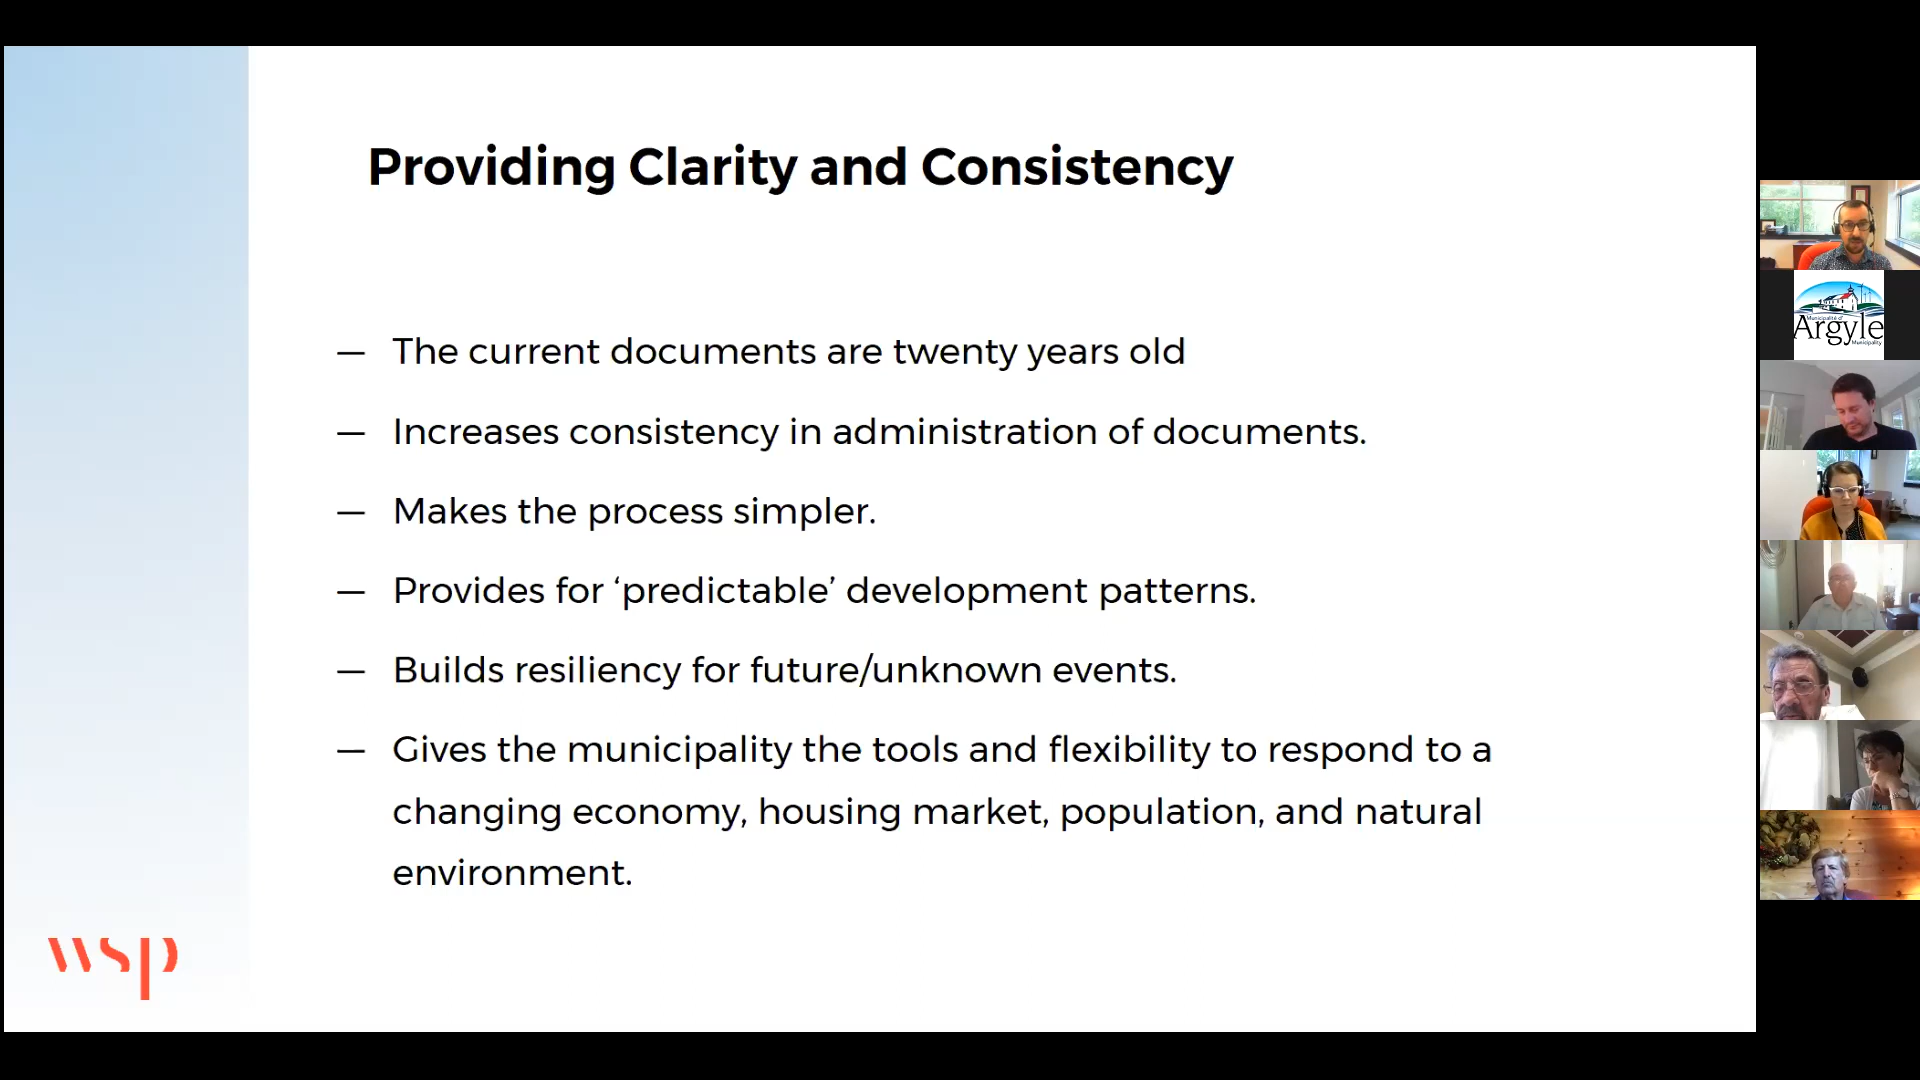 Providing Clarity and Consistency
— The current documents are twenty years old
— Increases consistency in administration of documents.
— Makes the process simpler.
— Provides for ‘predictable’ development patterns.
— Builds resiliency for future/unknown events.
— Gives the municipality the tools and flexibility to respond to a
changing economy, housing market, population, and natural
environment.
wsp
Municipalité d'
Argyle
Municipality